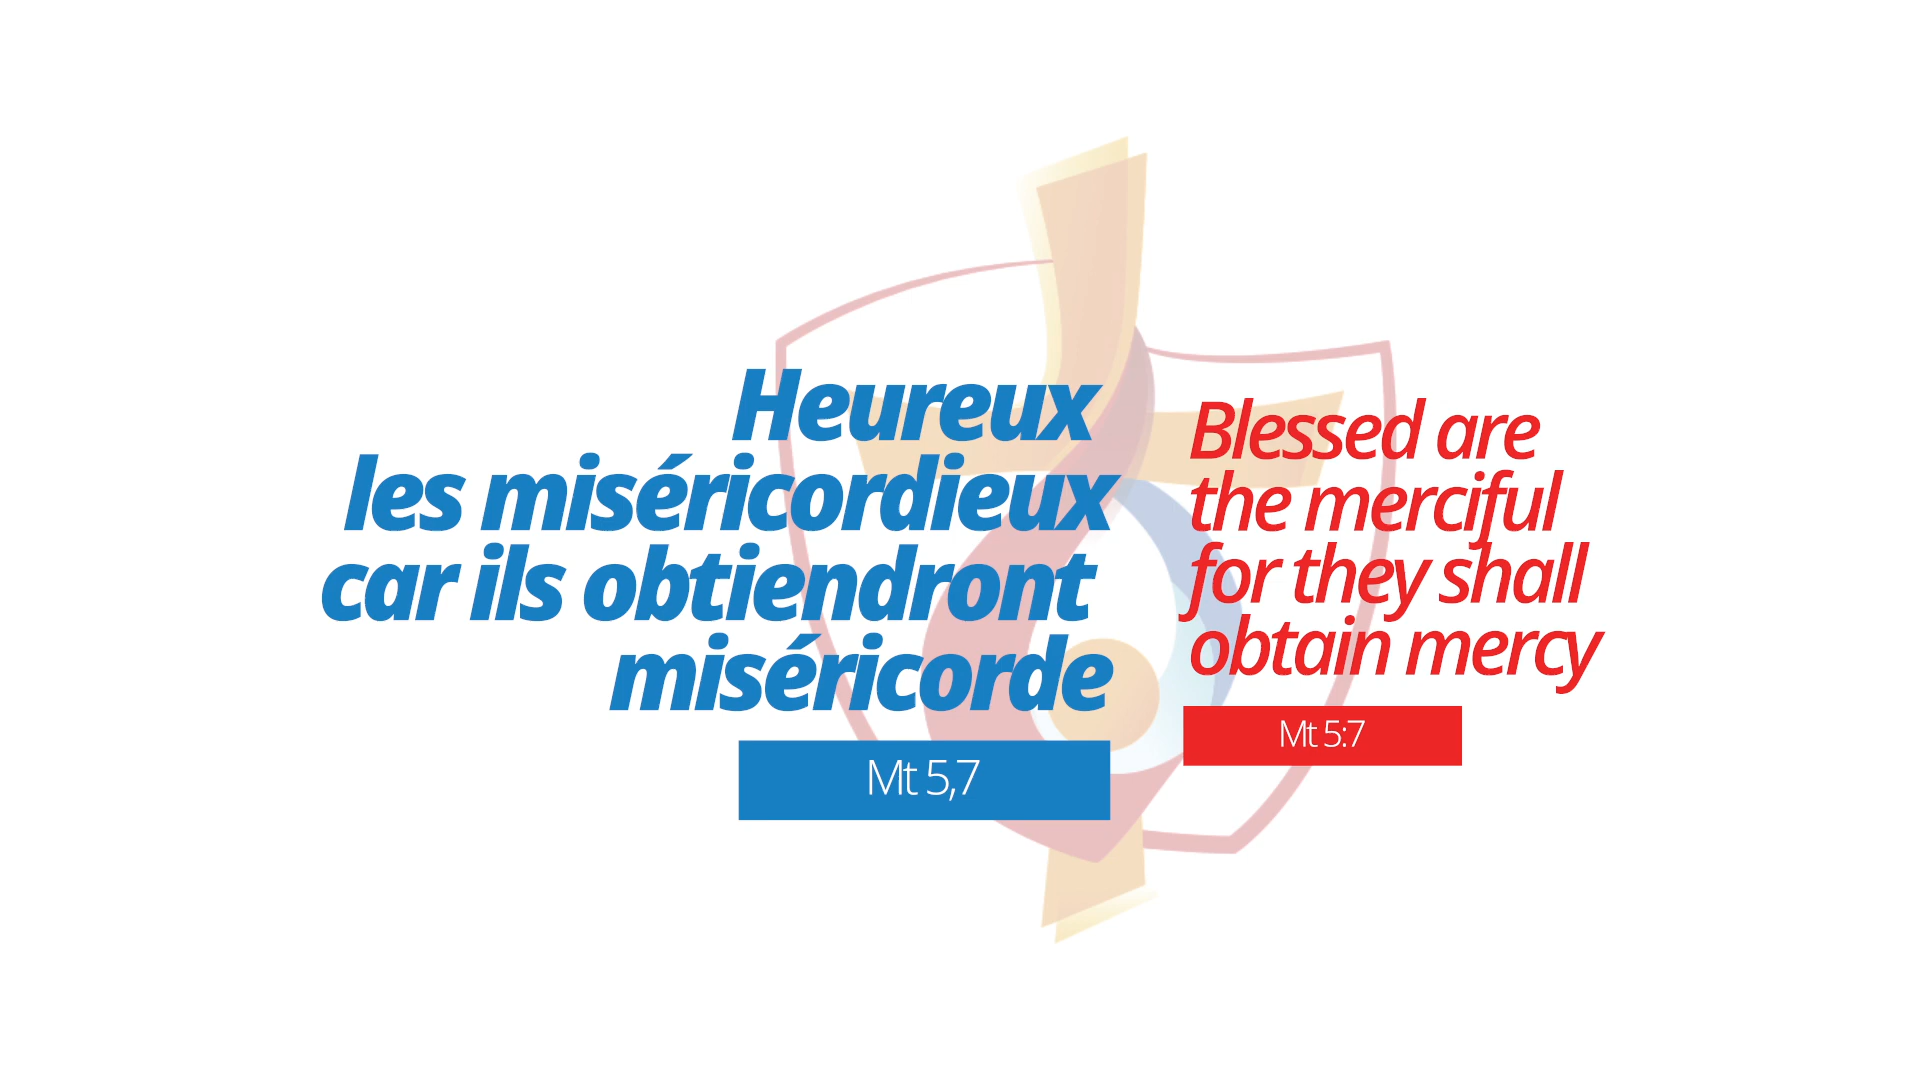 Heureux
les miséricordieux
car ils obtiendront
miséricorde
Mt 5,7
Blessed are
the merciful
for they shall
obtain mercy
Mt 5:7